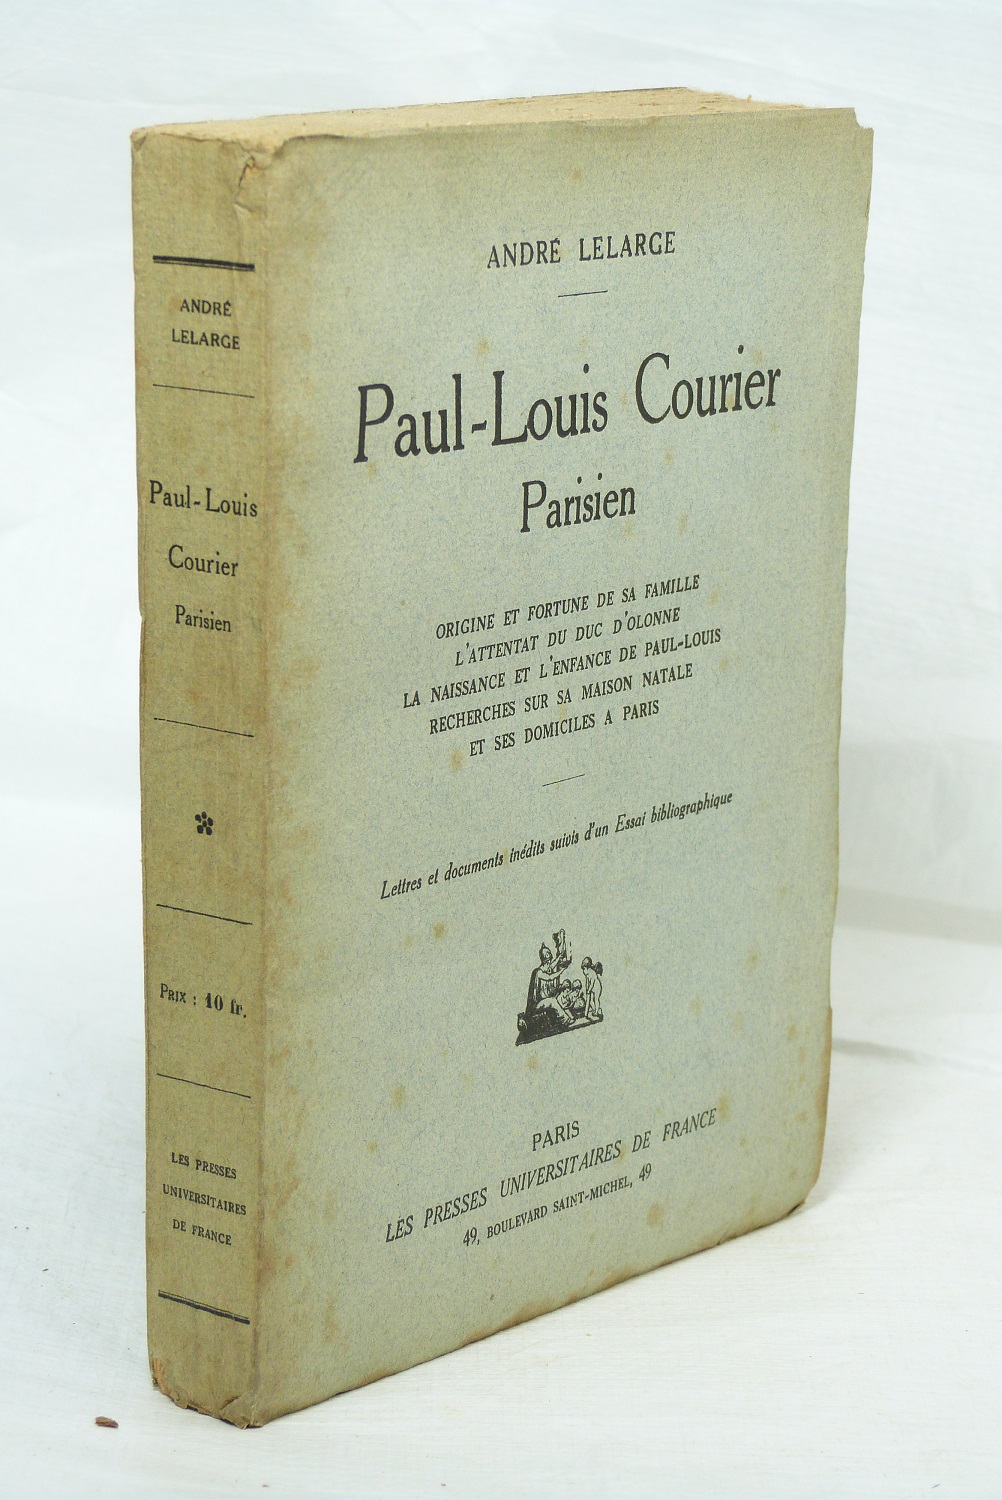 ANDRÉ
LELARGE
Paul-Louis
Courier
Parisien
PRIX : 10 fr.
LES PRESSES
UNIVERSITAIRES
DE FRANCE
ANDRÉ LELARGE
Paul-Louis Courier
Parisien
ORIGINE ET FORTUNE DE SA FAMILLE
L'ATTENTAT DU DUC D'OLONNE
LA NAISSANCE ET L'ENFANCE DE PAUL-LOUIS
RECHERCHES SUR SA MAISON NATALE
ET SES DOMICILES A PARIS
Lettres et documents inédits suivis d'un Essai bibliographique
PARIS
LES PRESSES UNIVERSITAIRES DE FRANCE
49, BOULEVARD SAINT-MICHEL, 49